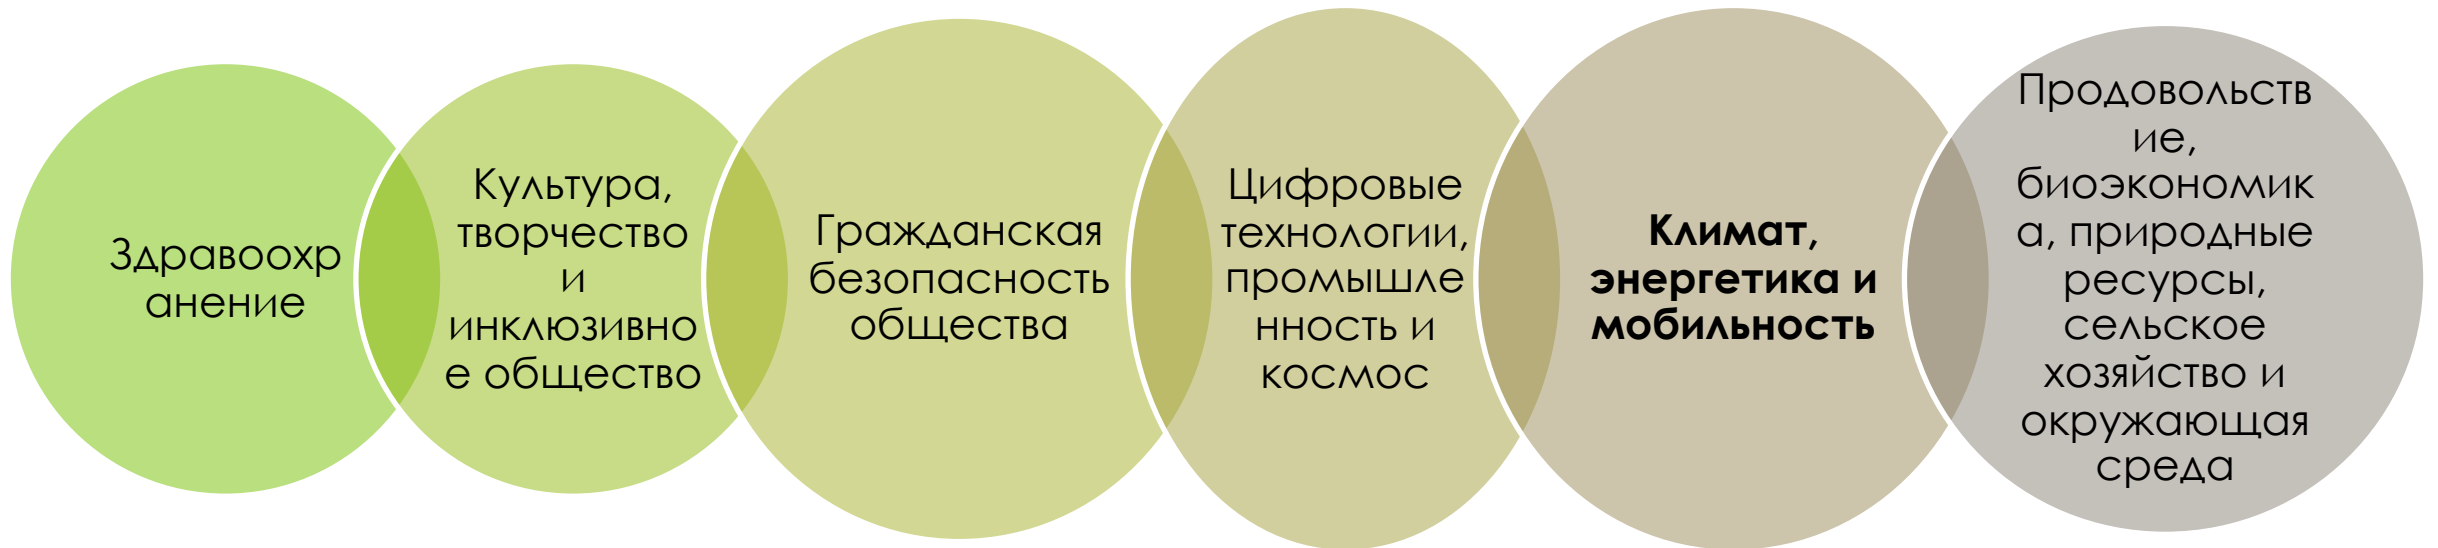 Здравоохр
анение
Культура,
творчество
и
инклюзивно
е общество
Гражданская
безопасность
общества
Цифровые
технологии,
промышле
нность и
космос
Климат,
энергетика и
мобильность
Продовольств
ие,
биоэкономик
а, природные
ресурсы,
сельское
хозяйство и
окружающая
среда